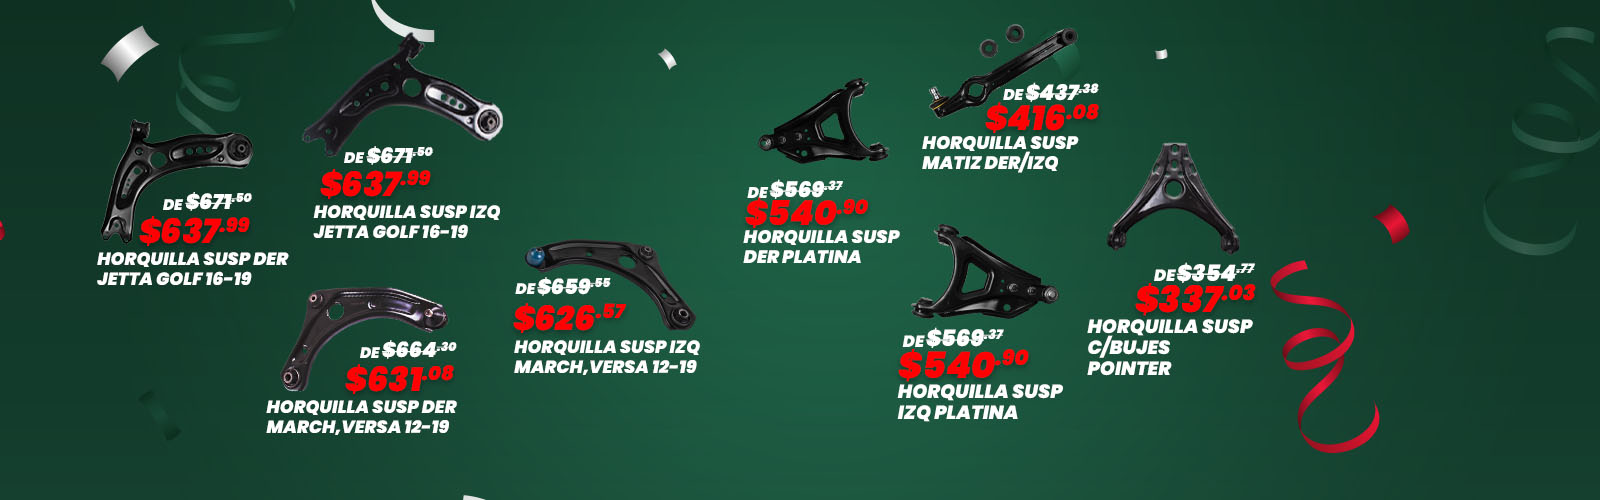 DE $671.50
$637.99
HORQUILLA SUSP DER
JETTA GOLF 16-19
DE $671.50
$637.99
HORQUILLA SUSP IZQ
JETTA GOLF 16-19
DE $664.30
$631.08
HORQUILLA SUSP DER
MARCH,VERSA 12-19
DE $659.55
$626.57
HORQUILLA SUSP IZQ
MARCH,VERSA 12-19
DE $569.37
$540.90
HORQUILLA SUSP
DER PLATINA
DE $437.38
$416.08
HORQUILLA SUSP
MATIZ DER/IZQ
DE $569.37
$540.90
HORQUILLA SUSP
IZQ PLATINA
DE $354.77
$337.03
HORQUILLA SUSP
C/BUJES
POINTER